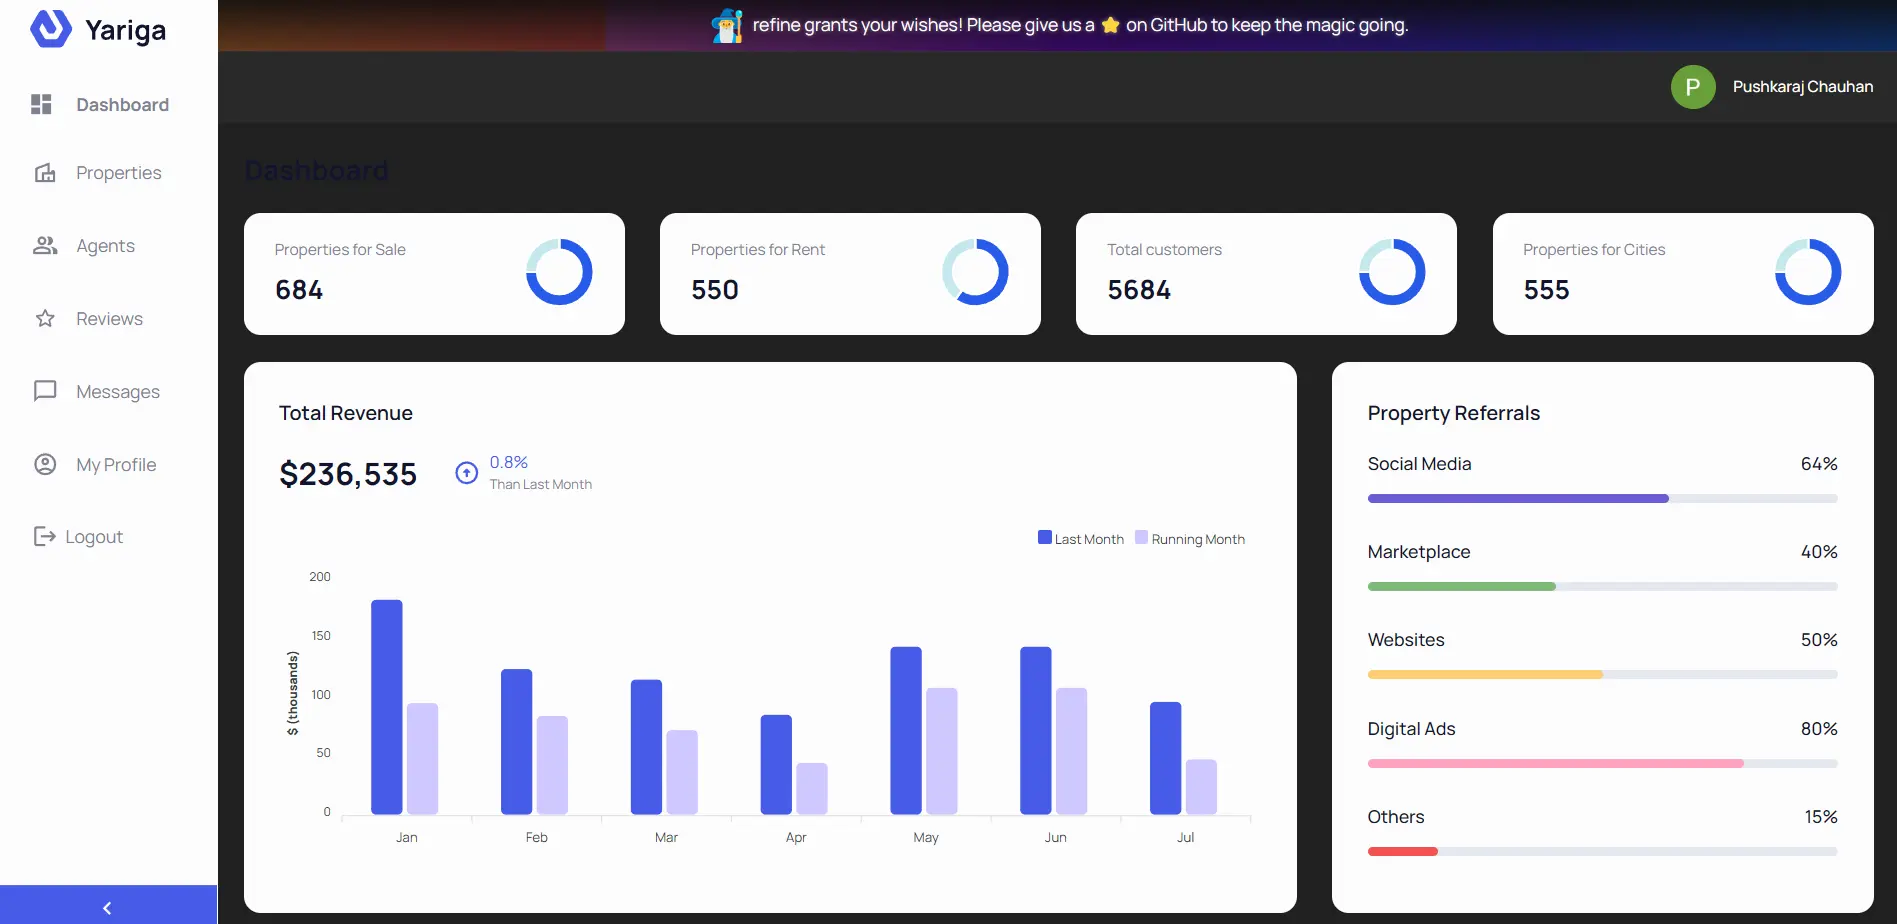 Yariga
refine grants your wishes! Please give us a ⭐ on GitHub to keep the magic going.
P
Pushkaraj Chauhan
Dashboard
Properties
Agents
Reviews
Messages
My Profile
Logout
Dashboard
Properties for Sale
684
Properties for Rent
550
Total customers
5684
Properties for Cities
555
Total Revenue
$236,535
0.8%
Than Last Month
Last Month
Running Month
$ (thousands)
200
150
100
50
0
Jan
Feb
Mar
Apr
May
Jun
Jul
Property Referrals
Social Media 64%
Marketplace 40%
Websites 50%
Digital Ads 80%
Others 15%